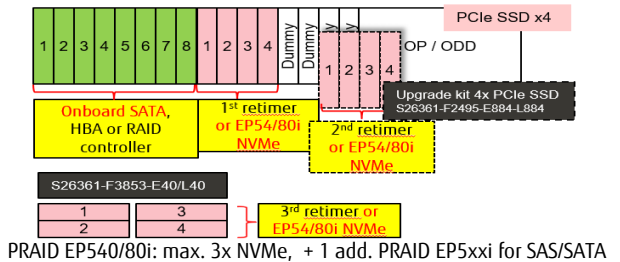 PCIe SSD x4
1 2 3 4 5 6 7 8 1 2 3 4 Dummy Dummy OP / ODD
1 2 3 4
Upgrade kit 4x PCIe SSD
S26361-F2495-E884-L884
Onboard SATA,
HBA or RAID
controller
1st retimer
or EP54/80i
NVMe
2nd retimer
or EP54/80i
NVMe
S26361-F3853-E40/L40
1 3
2 4
3rd retimer or
EP54/80i NVMe
PRAID EP540/80i: max. 3x NVMe, + 1 add. PRAID EP5xxi for SAS/SATA